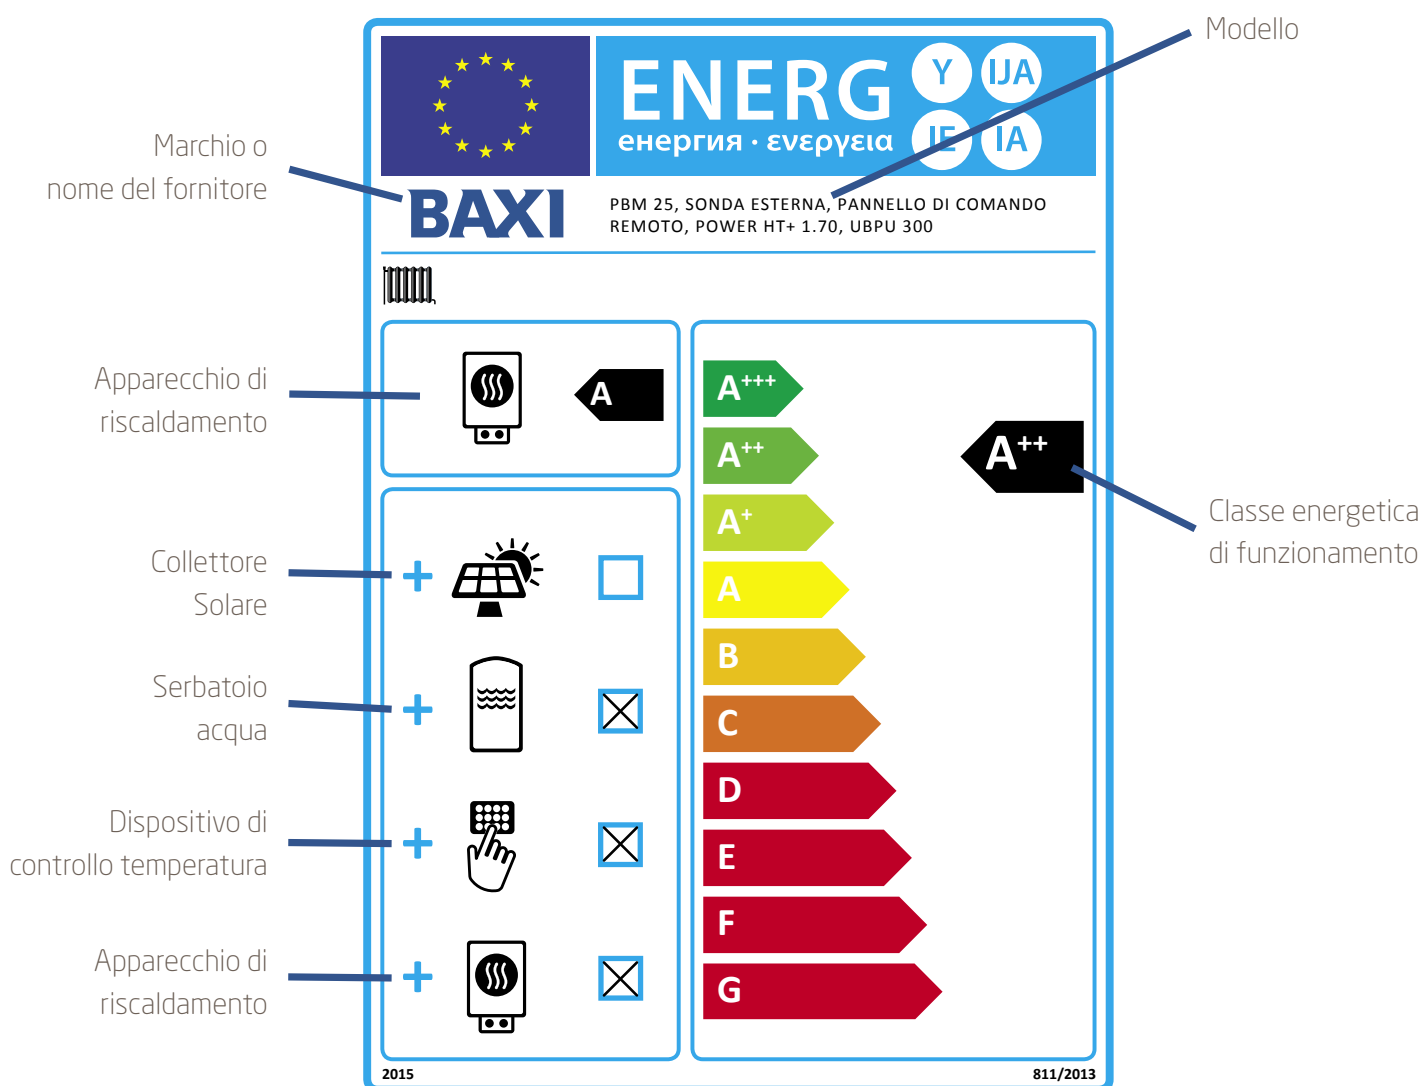 Modello
ENERG
Y
IJA
IE
IA
енергия · ενεργεια
Marchio o
nome del fornitore
BAXI
PBM 25, SONDA ESTERNA, PANNELLO DI COMANDO
REMOTO, POWER HT+ 1.70, UBPU 300
Apparecchio di
riscaldamento
A
A+++
A++
A+
A
B
C
D
E
F
G
A++
Classe energetica
di funzionamento
Collettore
Solare
Serbatoio
acqua
Dispositivo di
controllo temperatura
Apparecchio di
riscaldamento
2015
811/2013